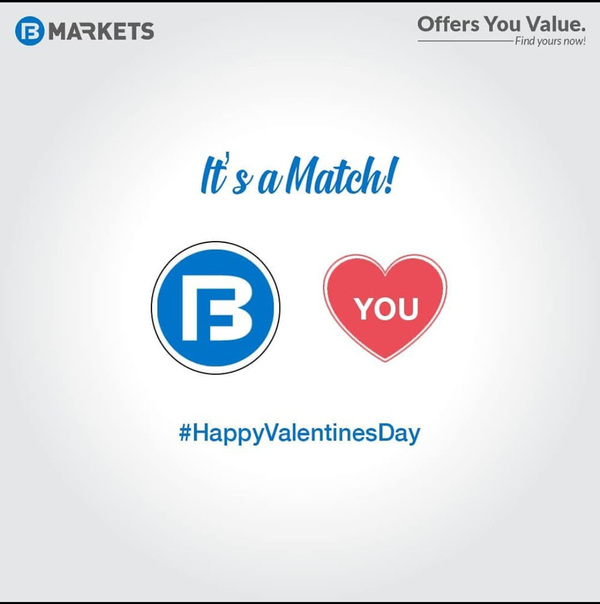 B MARKETS
Offers You Value.
Find yours now!
It's a Match!
B
YOU
#HappyValentinesDay